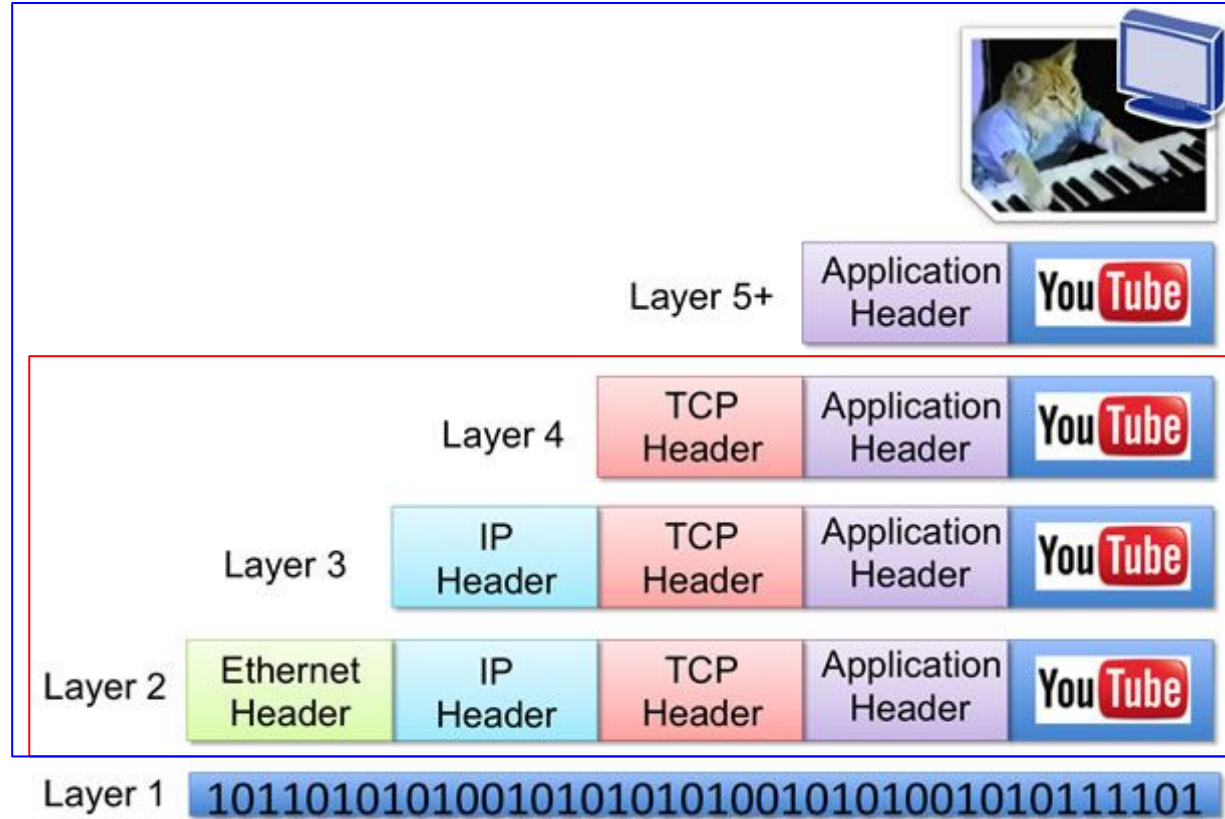 Layer 5+
Application
Header
YouTube
Layer 4
TCP
Header
Application
Header
YouTube
Layer 3
IP
Header
TCP
Header
Application
Header
YouTube
Layer 2
Ethernet
Header
IP
Header
TCP
Header
Application
Header
YouTube
Layer 1
1011010101001010101010010101001010111101